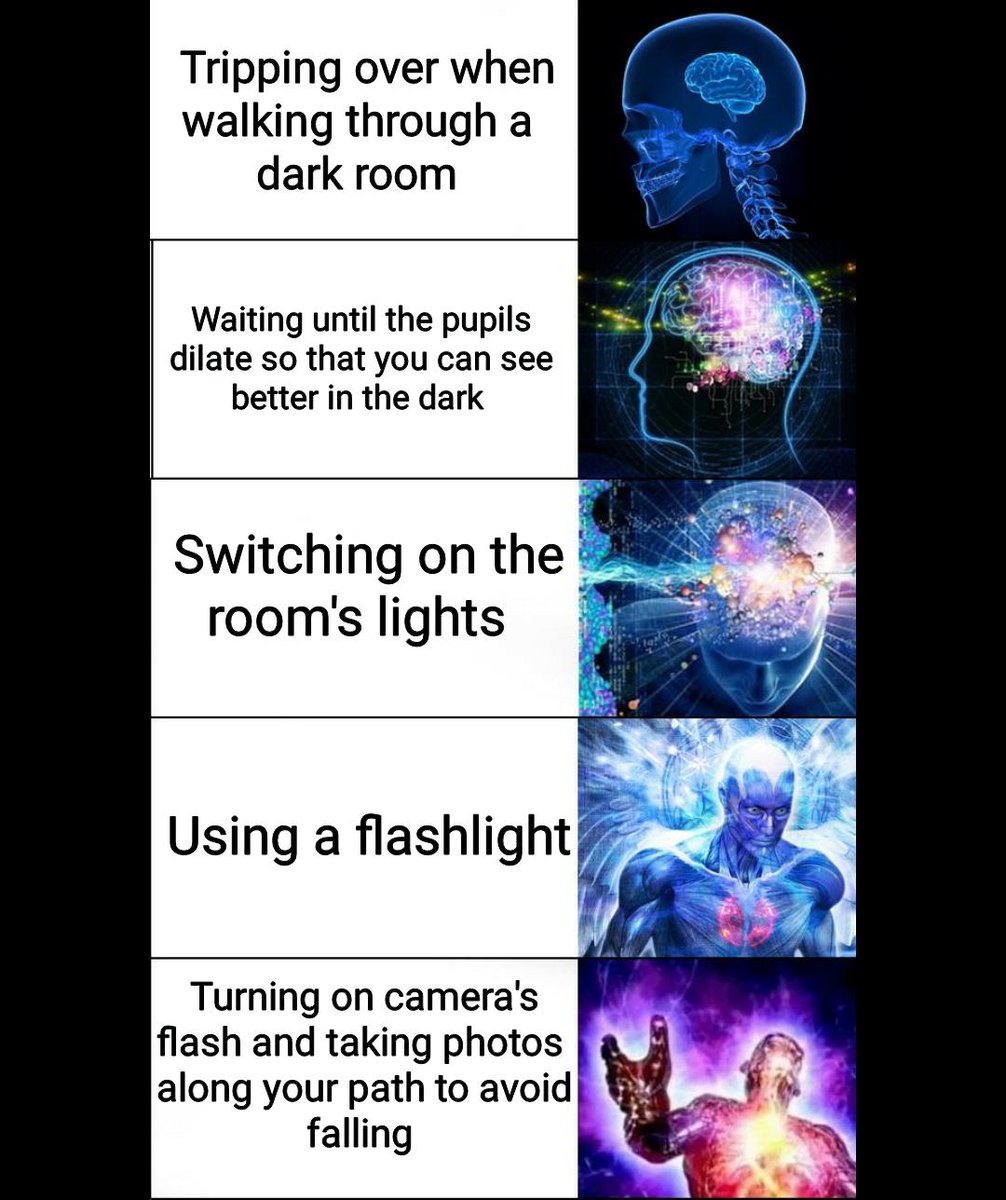 Tripping over when
walking through a
dark room
Waiting until the pupils
dilate so that you can see
better in the dark
Switching on the
room's lights
Using a flashlight
Turning on camera's
flash and taking photos
along your path to avoid
falling